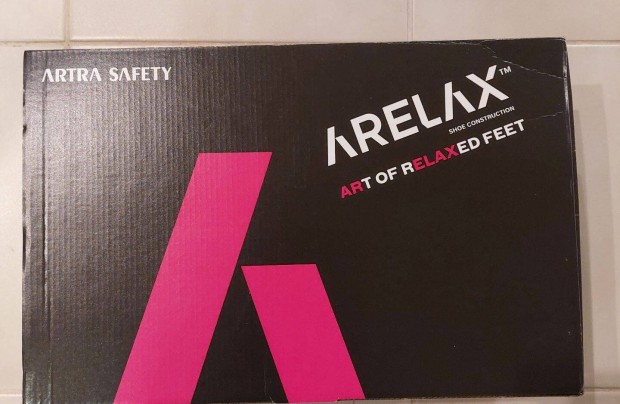 ARTRA SAFETY
ARELAX™
SHOE CONSTRUCTION
ART OF RELAXED FEET